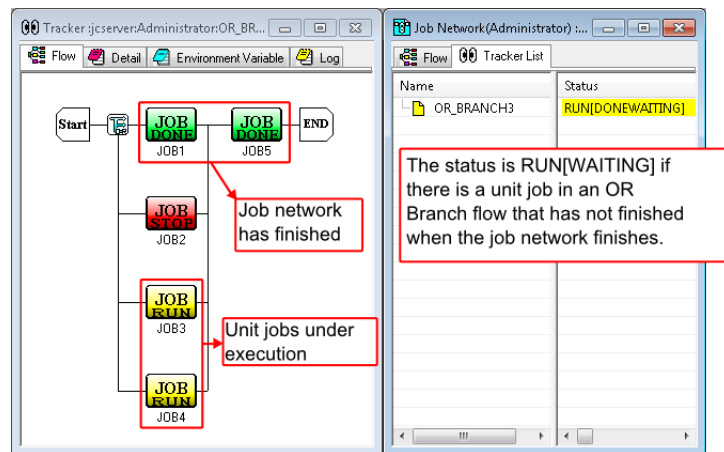 Tracker :jcserver:Administrator:OR_BR...
Flow Detail Environment Variable Log
Start
JOB
DONE
JOB1
JOB
DONE
JOB5
END
JOB
STOP
JOB2
Job network
has finished
JOB
RUN
JOB3
Unit jobs under
execution
JOB
RUN
JOB4
Job Network(Administrator) :...
Flow Tracker List
Name Status
OR_BRANCH3 RUN[DONEWAITING]
The status is RUN[WAITING] if
there is a unit job in an OR
Branch flow that has not finished
when the job network finishes.